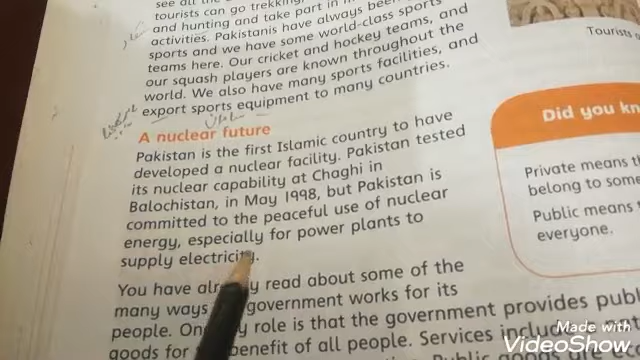 see all the
tourists can go trekking
and hunting and take part in
activities. Pakistanis have always been
sports and we have some world-class sports
teams here. Our cricket and hockey teams, and
our squash players are known throughout the
world. We also have many sports facilities, and
export sports equipment to many countries.
A nuclear future
Pakistan is the first Islamic country to have
developed a nuclear facility. Pakistan tested
its nuclear capability at Chaghi in
Balochistan, in May 1998, but Pakistan is
committed to the peaceful use of nuclear
energy, especially for power plants to
supply electricity.
You have already read about some of the
many ways government works for its
people. One role is that the government provides publ
goods for benefit of all people. Services include
Tourists
Did you kn
Private means t
belong to some
Public means
everyone.
Made with
VideoShow